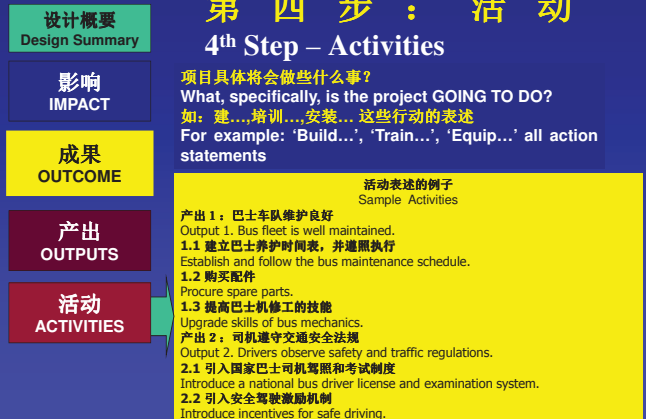 设计概要
Design Summary
影响
IMPACT
成果
OUTCOME
产出
OUTPUTS
活动
ACTIVITIES
第四步：活动
4th Step – Activities
项目具体将会做些什么事？
What, specifically, is the project GOING TO DO?
如：建…,培训…,安装… 这些行动的表述
For example: ‘Build…’, ‘Train…’, ‘Equip…’ all action
statements
活动表述的例子
Sample Activities
产出 1：巴士车队维护良好
Output 1. Bus fleet is well maintained.
1.1 建立巴士养护时间表，并遵照执行
Establish and follow the bus maintenance schedule.
1.2 购买配件
Procure spare parts.
1.3 提高巴士机修工的技能
Upgrade skills of bus mechanics.
产出 2：司机遵守交通安全法规
Output 2. Drivers observe safety and traffic regulations.
2.1 引入国家巴士司机驾照和考试制度
Introduce a national bus driver license and examination system.
2.2 引入安全驾驶激励机制
Introduce incentives for safe driving.